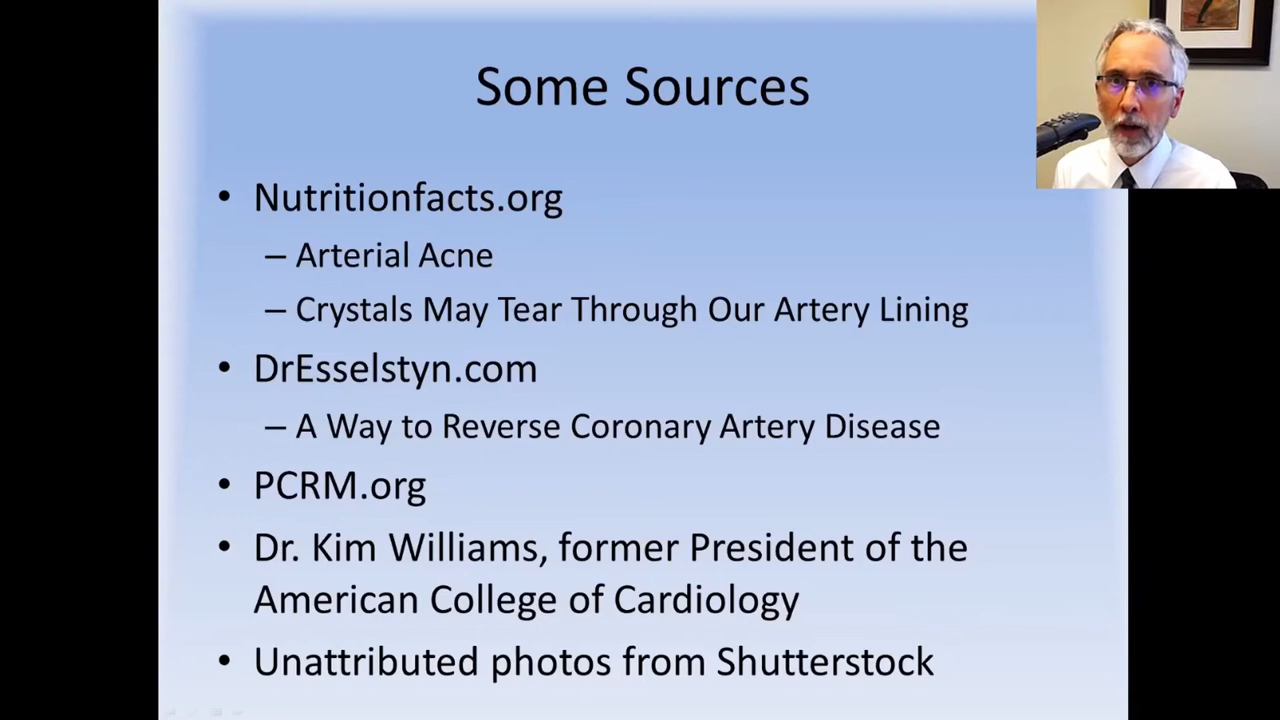 Some Sources
• Nutritionfacts.org
– Arterial Acne
– Crystals May Tear Through Our Artery Lining
• DrEsselstyn.com
– A Way to Reverse Coronary Artery Disease
• PCRM.org
• Dr. Kim Williams, former President of the
American College of Cardiology
• Unattributed photos from Shutterstock